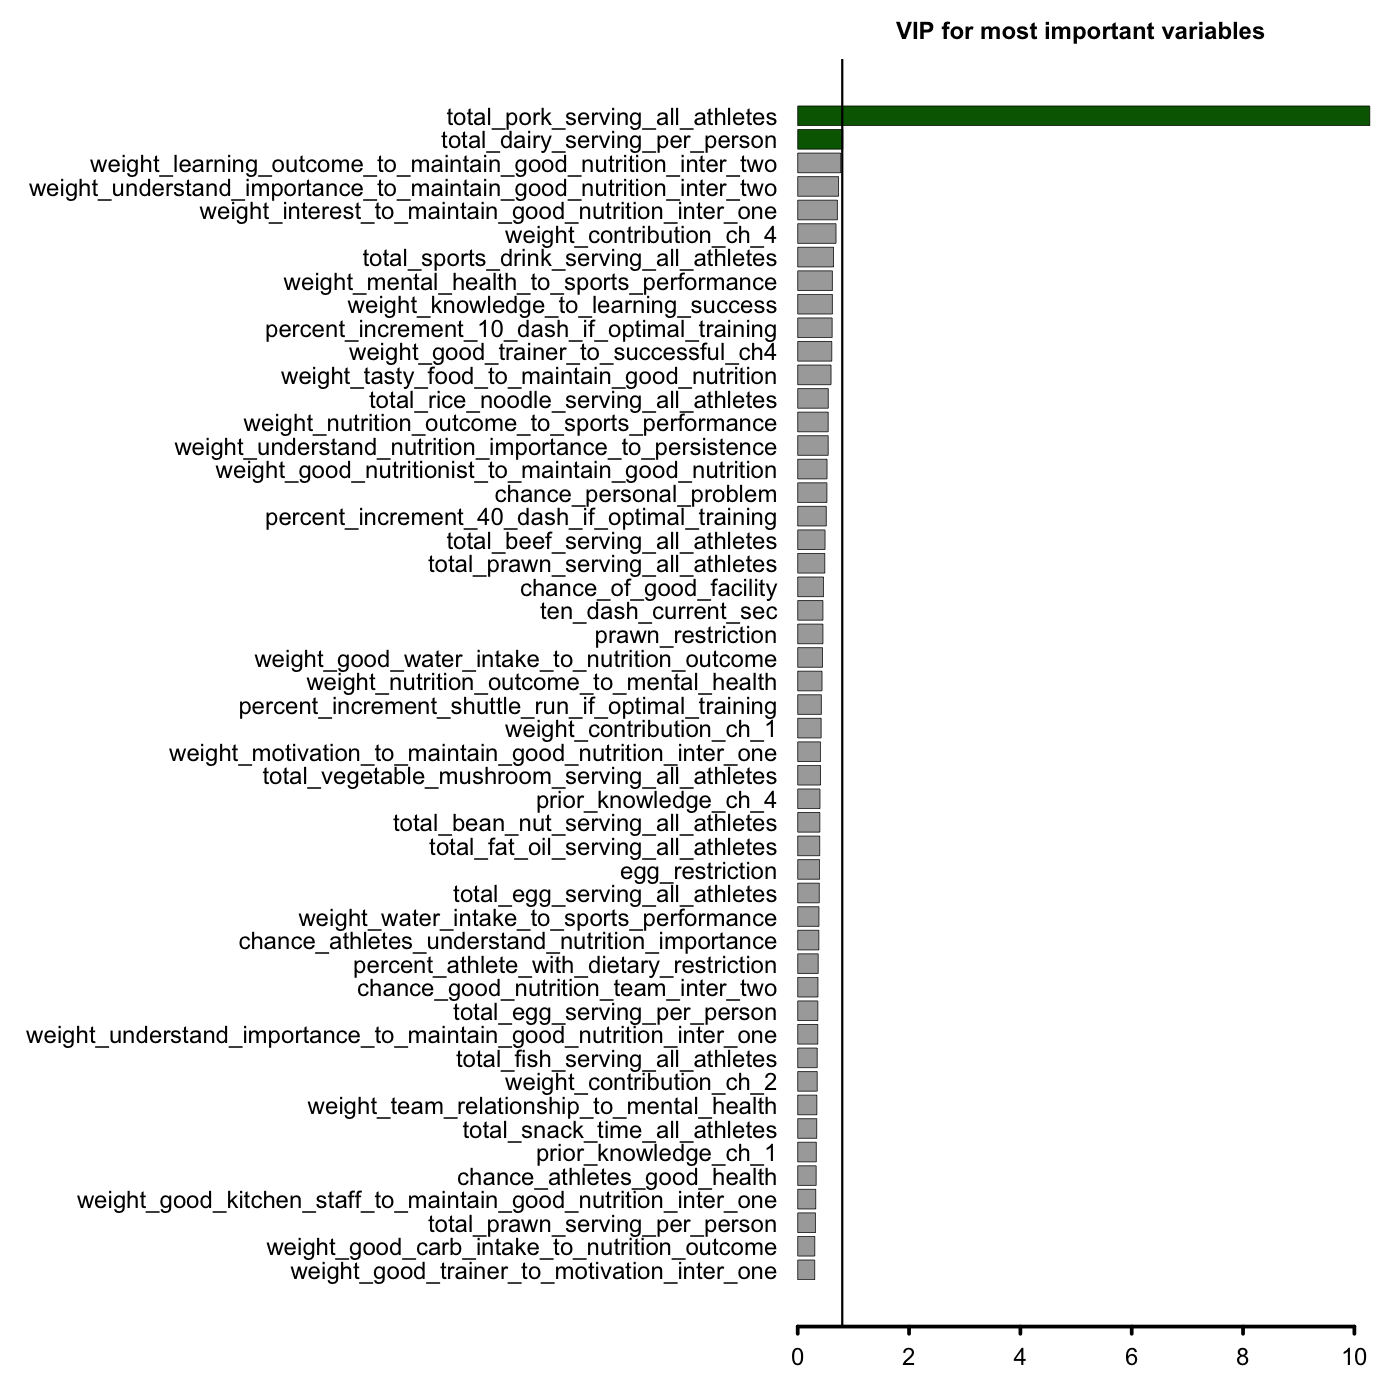 VIP for most important variables
total_pork_serving_all_athletes
total_dairy_serving_per_person
weight_learning_outcome_to_maintain_good_nutrition_inter_two
weight_understand_importance_to_maintain_good_nutrition_inter_two
weight_interest_to_maintain_good_nutrition_inter_one
weight_contribution_ch_4
total_sports_drink_serving_all_athletes
weight_mental_health_to_sports_performance
weight_knowledge_to_learning_success
percent_increment_10_dash_if_optimal_training
weight_good_trainer_to_successful_ch4
weight_tasty_food_to_maintain_good_nutrition
total_rice_noodle_serving_all_athletes
weight_nutrition_outcome_to_sports_performance
weight_understand_nutrition_importance_to_persistence
weight_good_nutritionist_to_maintain_good_nutrition
chance_personal_problem
percent_increment_40_dash_if_optimal_training
total_beef_serving_all_athletes
total_prawn_serving_all_athletes
chance_of_good_facility
ten_dash_current_sec
prawn_restriction
weight_good_water_intake_to_nutrition_outcome
weight_nutrition_outcome_to_mental_health
percent_increment_shuttle_run_if_optimal_training
weight_contribution_ch_1
weight_motivation_to_maintain_good_nutrition_inter_one
total_vegetable_mushroom_serving_all_athletes
prior_knowledge_ch_4
total_bean_nut_serving_all_athletes
total_fat_oil_serving_all_athletes
egg_restriction
total_egg_serving_all_athletes
weight_water_intake_to_sports_performance
chance_athletes_understand_nutrition_importance
percent_athlete_with_dietary_restriction
chance_good_nutrition_team_inter_two
total_egg_serving_per_person
weight_understand_importance_to_maintain_good_nutrition_inter_one
total_fish_serving_all_athletes
weight_contribution_ch_2
weight_team_relationship_to_mental_health
total_snack_time_all_athletes
prior_knowledge_ch_1
chance_athletes_good_health
weight_good_kitchen_staff_to_maintain_good_nutrition_inter_one
total_prawn_serving_per_person
weight_good_carb_intake_to_nutrition_outcome
weight_good_trainer_to_motivation_inter_one
0 2 4 6 8 10